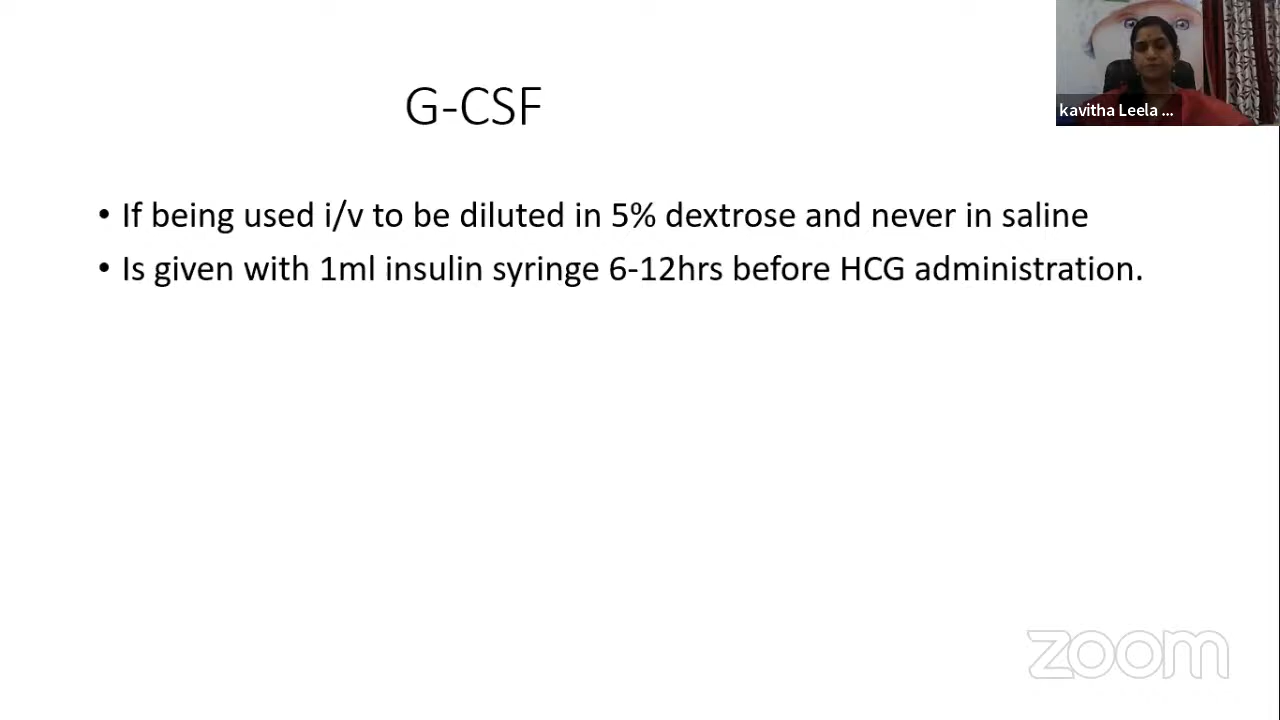 kavitha Leela ...
G-CSF
• If being used i/v to be diluted in 5% dextrose and never in saline
• Is given with 1ml insulin syringe 6-12hrs before HCG administration.
zoom